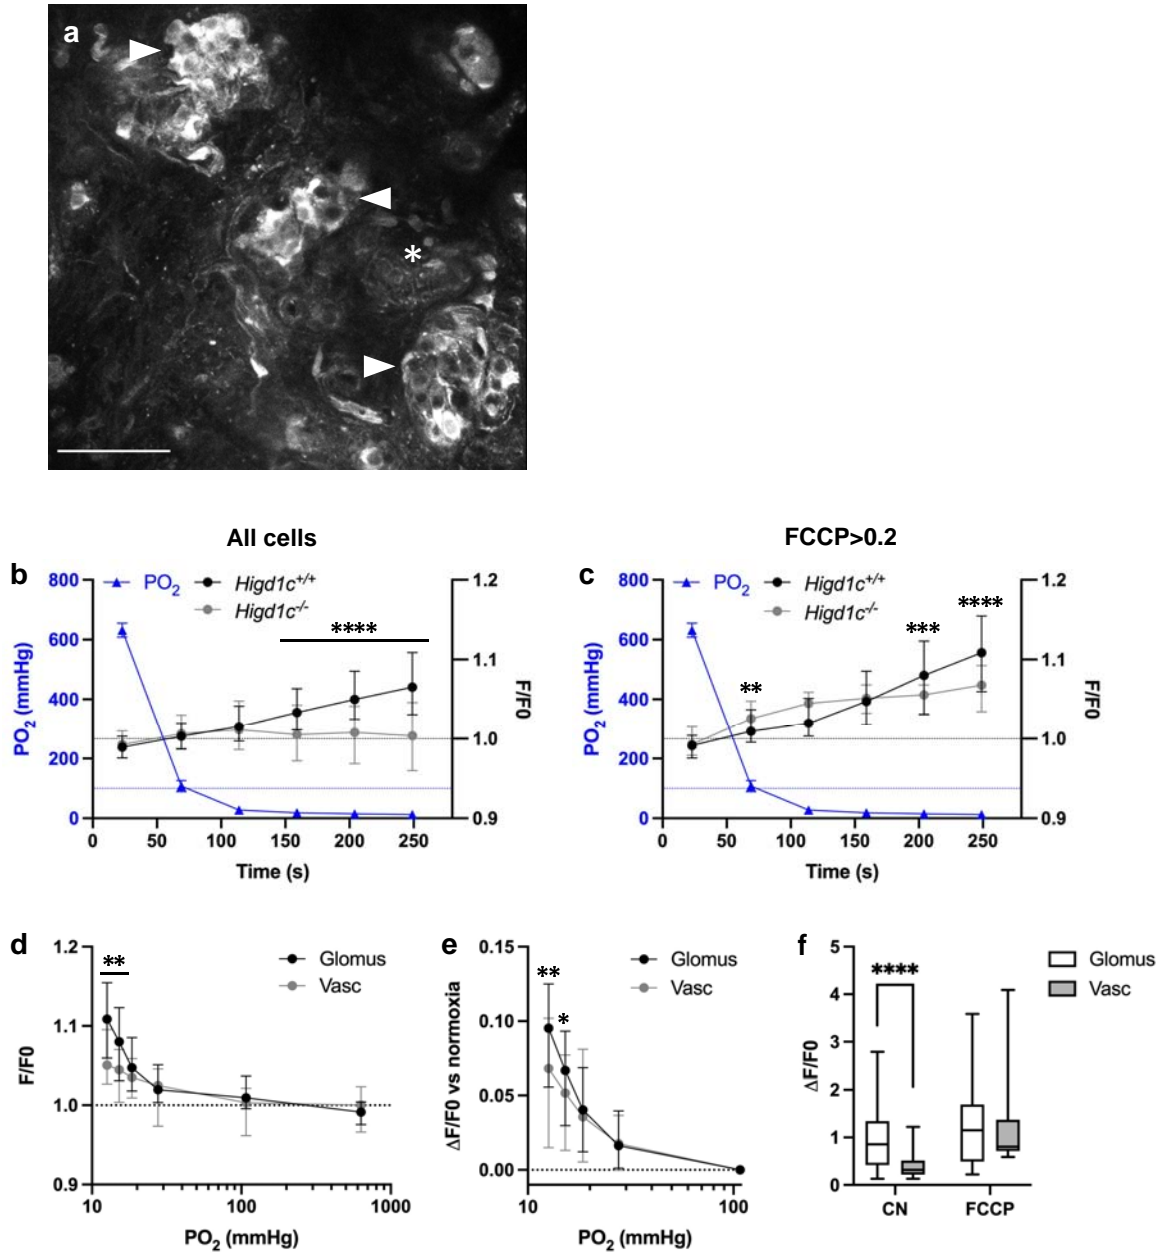 a
*
All cells
FCCP>0.2
b
800
600
400
200
0
PO2 (mmHg)
PO2
Higd1c+/+
Higd1c-/-
****
1.2
1.1
1.0
0.9
F/F0
0 50 100 150 200 250
Time (s)
c
800
600
400
200
0
PO2 (mmHg)
PO2
Higd1c+/+
Higd1c-/-
**
***
****
1.2
1.1
1.0
0.9
F/F0
0 50 100 150 200 250
Time (s)
d
1.2
1.1
1.0
0.9
F/F0
**
Glomus
Vasc
10 100 1000
PO2 (mmHg)
e
0.15
0.10
0.05
0.00
ΔF/F0 vs normoxia
**
*
Glomus
Vasc
10 100
PO2 (mmHg)
f
5
4
3
2
1
0
ΔF/F0
****
Glomus
Vasc
CN FCCP